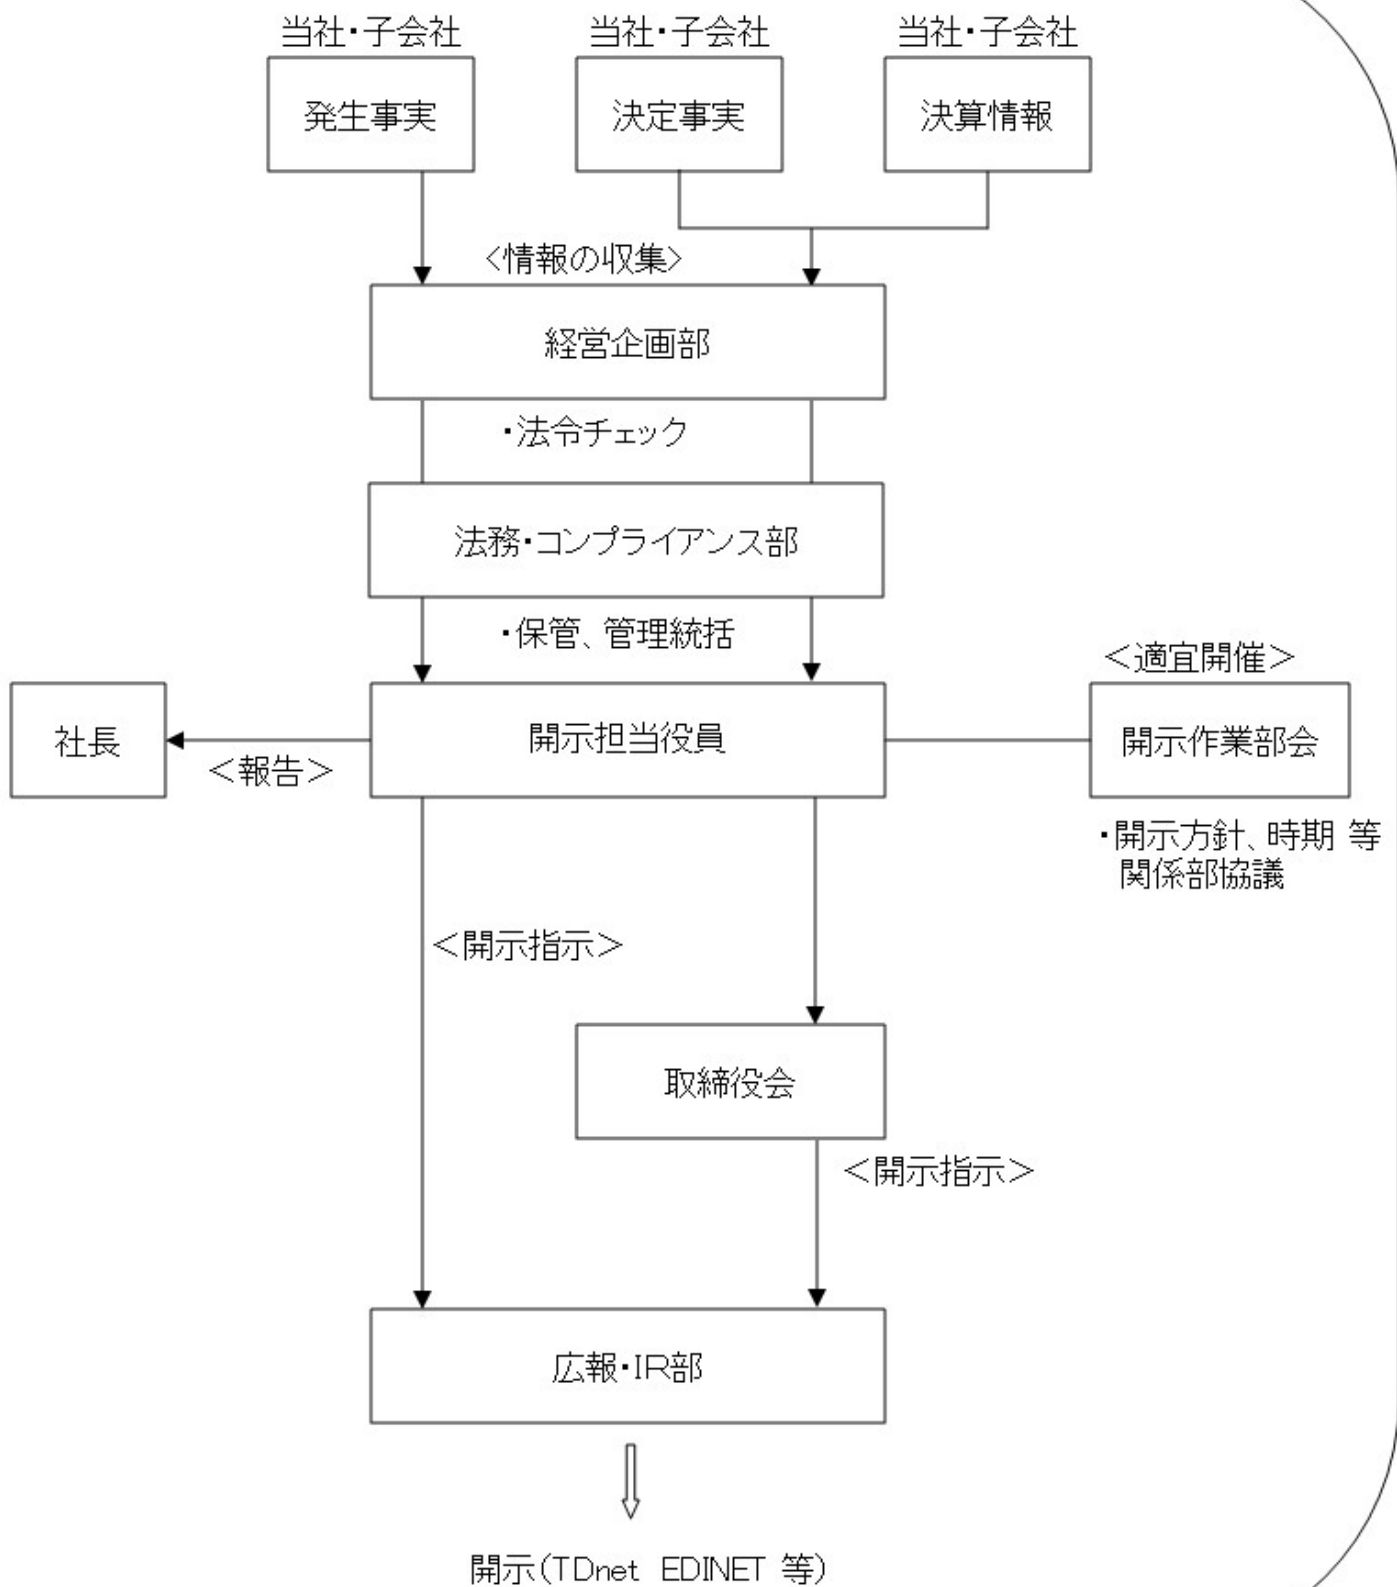 当社・子会社
当社・子会社
当社・子会社
発生事実
決定事実
決算情報
<情報の収集>
経営企画部
・法令チェック
法務・コンプライアンス部
・保管、管理統括
<適宜開催>
社長
開示担当役員
開示作業部会
<報告>
・開示方針、時期 等
関係部協議
<開示指示>
取締役会
<開示指示>
広報・IR部
開示(TDnet EDINET 等)